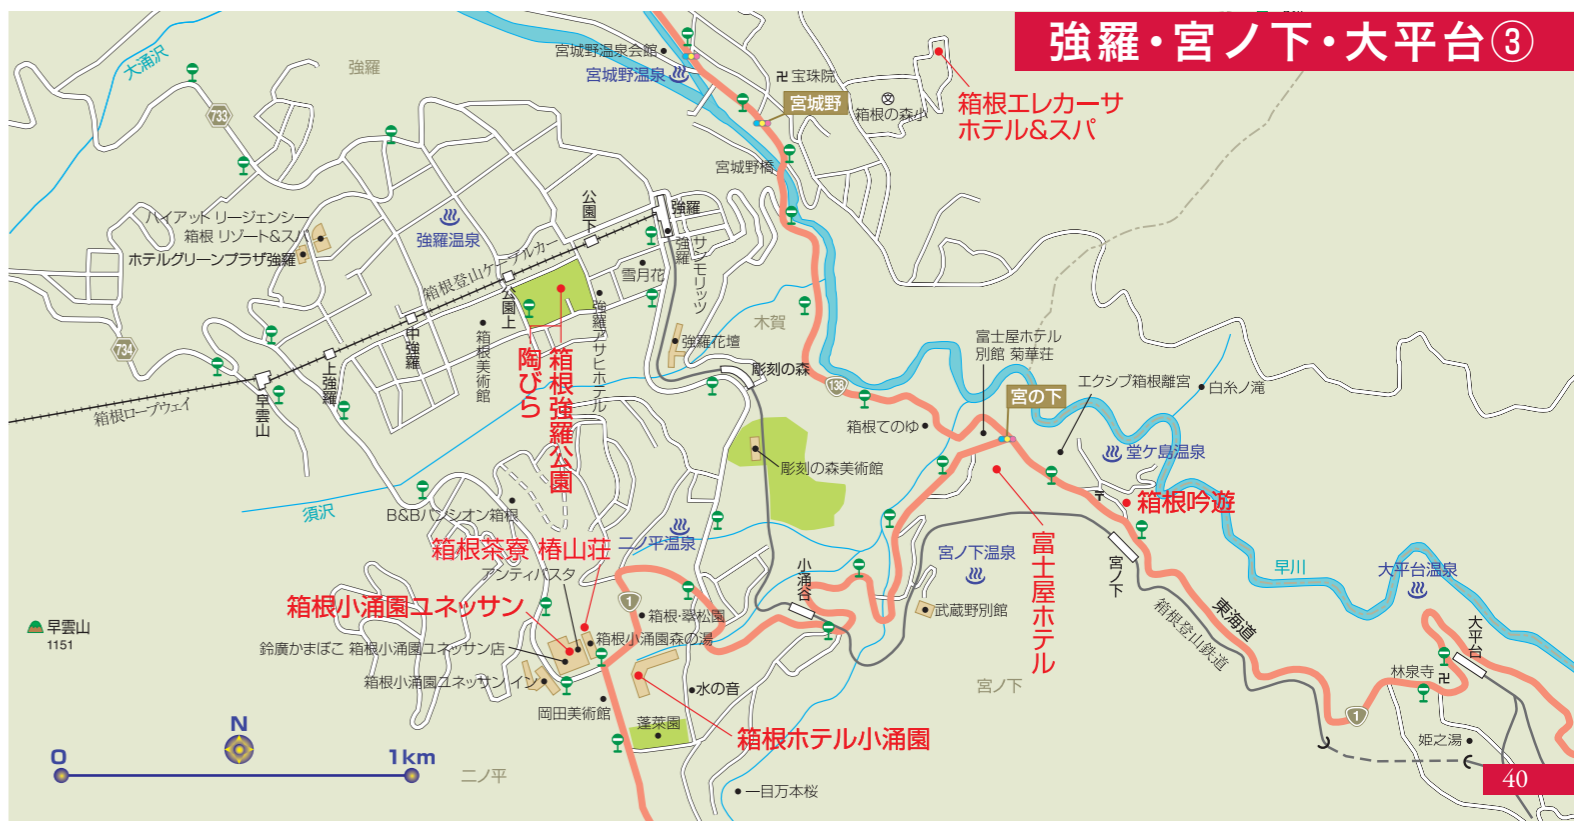 強羅・宮ノ下・大平台③
大涌沢
強羅
宮城野温泉会館
宮城野温泉
卍宝珠院
宮城野
箱根の森小
箱根エレカーサ
ホテル&スパ
733
宮城野橋
ハイアット リージェンシー
箱根 リゾート&スパ
ホテルグリーンプラザ強羅
強羅温泉
公園下
強羅
強羅
サンモリッツ
箱根登山ケーブルカー
雪月花
公園上
強羅アサヒホテル
木賀
強羅花壇
734
中強羅
上強羅
箱根美術館
早雲山
箱根ロープウェイ
陶びら
箱根強羅公園
彫刻の森
138
富士屋ホテル
別館 菊華荘
宮の下
エクシブ箱根離宮
白糸ノ滝
箱根てのゆ
堂ケ島温泉
彫刻の森美術館
箱根吟遊
須沢
B&Bパンシオン箱根
箱根茶寮 椿山荘
二ノ平温泉
アンティパスタ
小涌谷
宮ノ下温泉
富士屋ホテル
宮ノ下
早川
大平台温泉
箱根小涌園ユネッサン
1
箱根・翠松園
武蔵野別館
東海道
箱根登山鉄道
大平台
早雲山
1151
鈴廣かまぼこ 箱根小涌園ユネッサン店
箱根小涌園森の湯
箱根小涌園ユネッサン イン
岡田美術館
水の音
宮ノ下
林泉寺
卍
蓬莱園
箱根ホテル小涌園
1
姫之湯
N
0
1km
二ノ平
一目万本桜
40